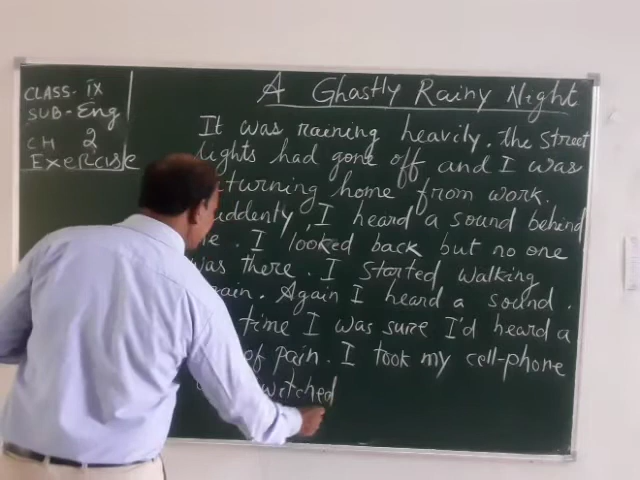 CLASS- IX
SUB- Eng
CH 2
Exercise
A Ghastly Rainy Night
It was raining heavily. The street
lights had gone off and I was
returning home from work.
Suddenly, I heard a sound behind
me. I looked back but no one
was there. I started walking
again. Again I heard a sound.
time I was sure I'd heard a
of pain. I took my cell-phone
switched